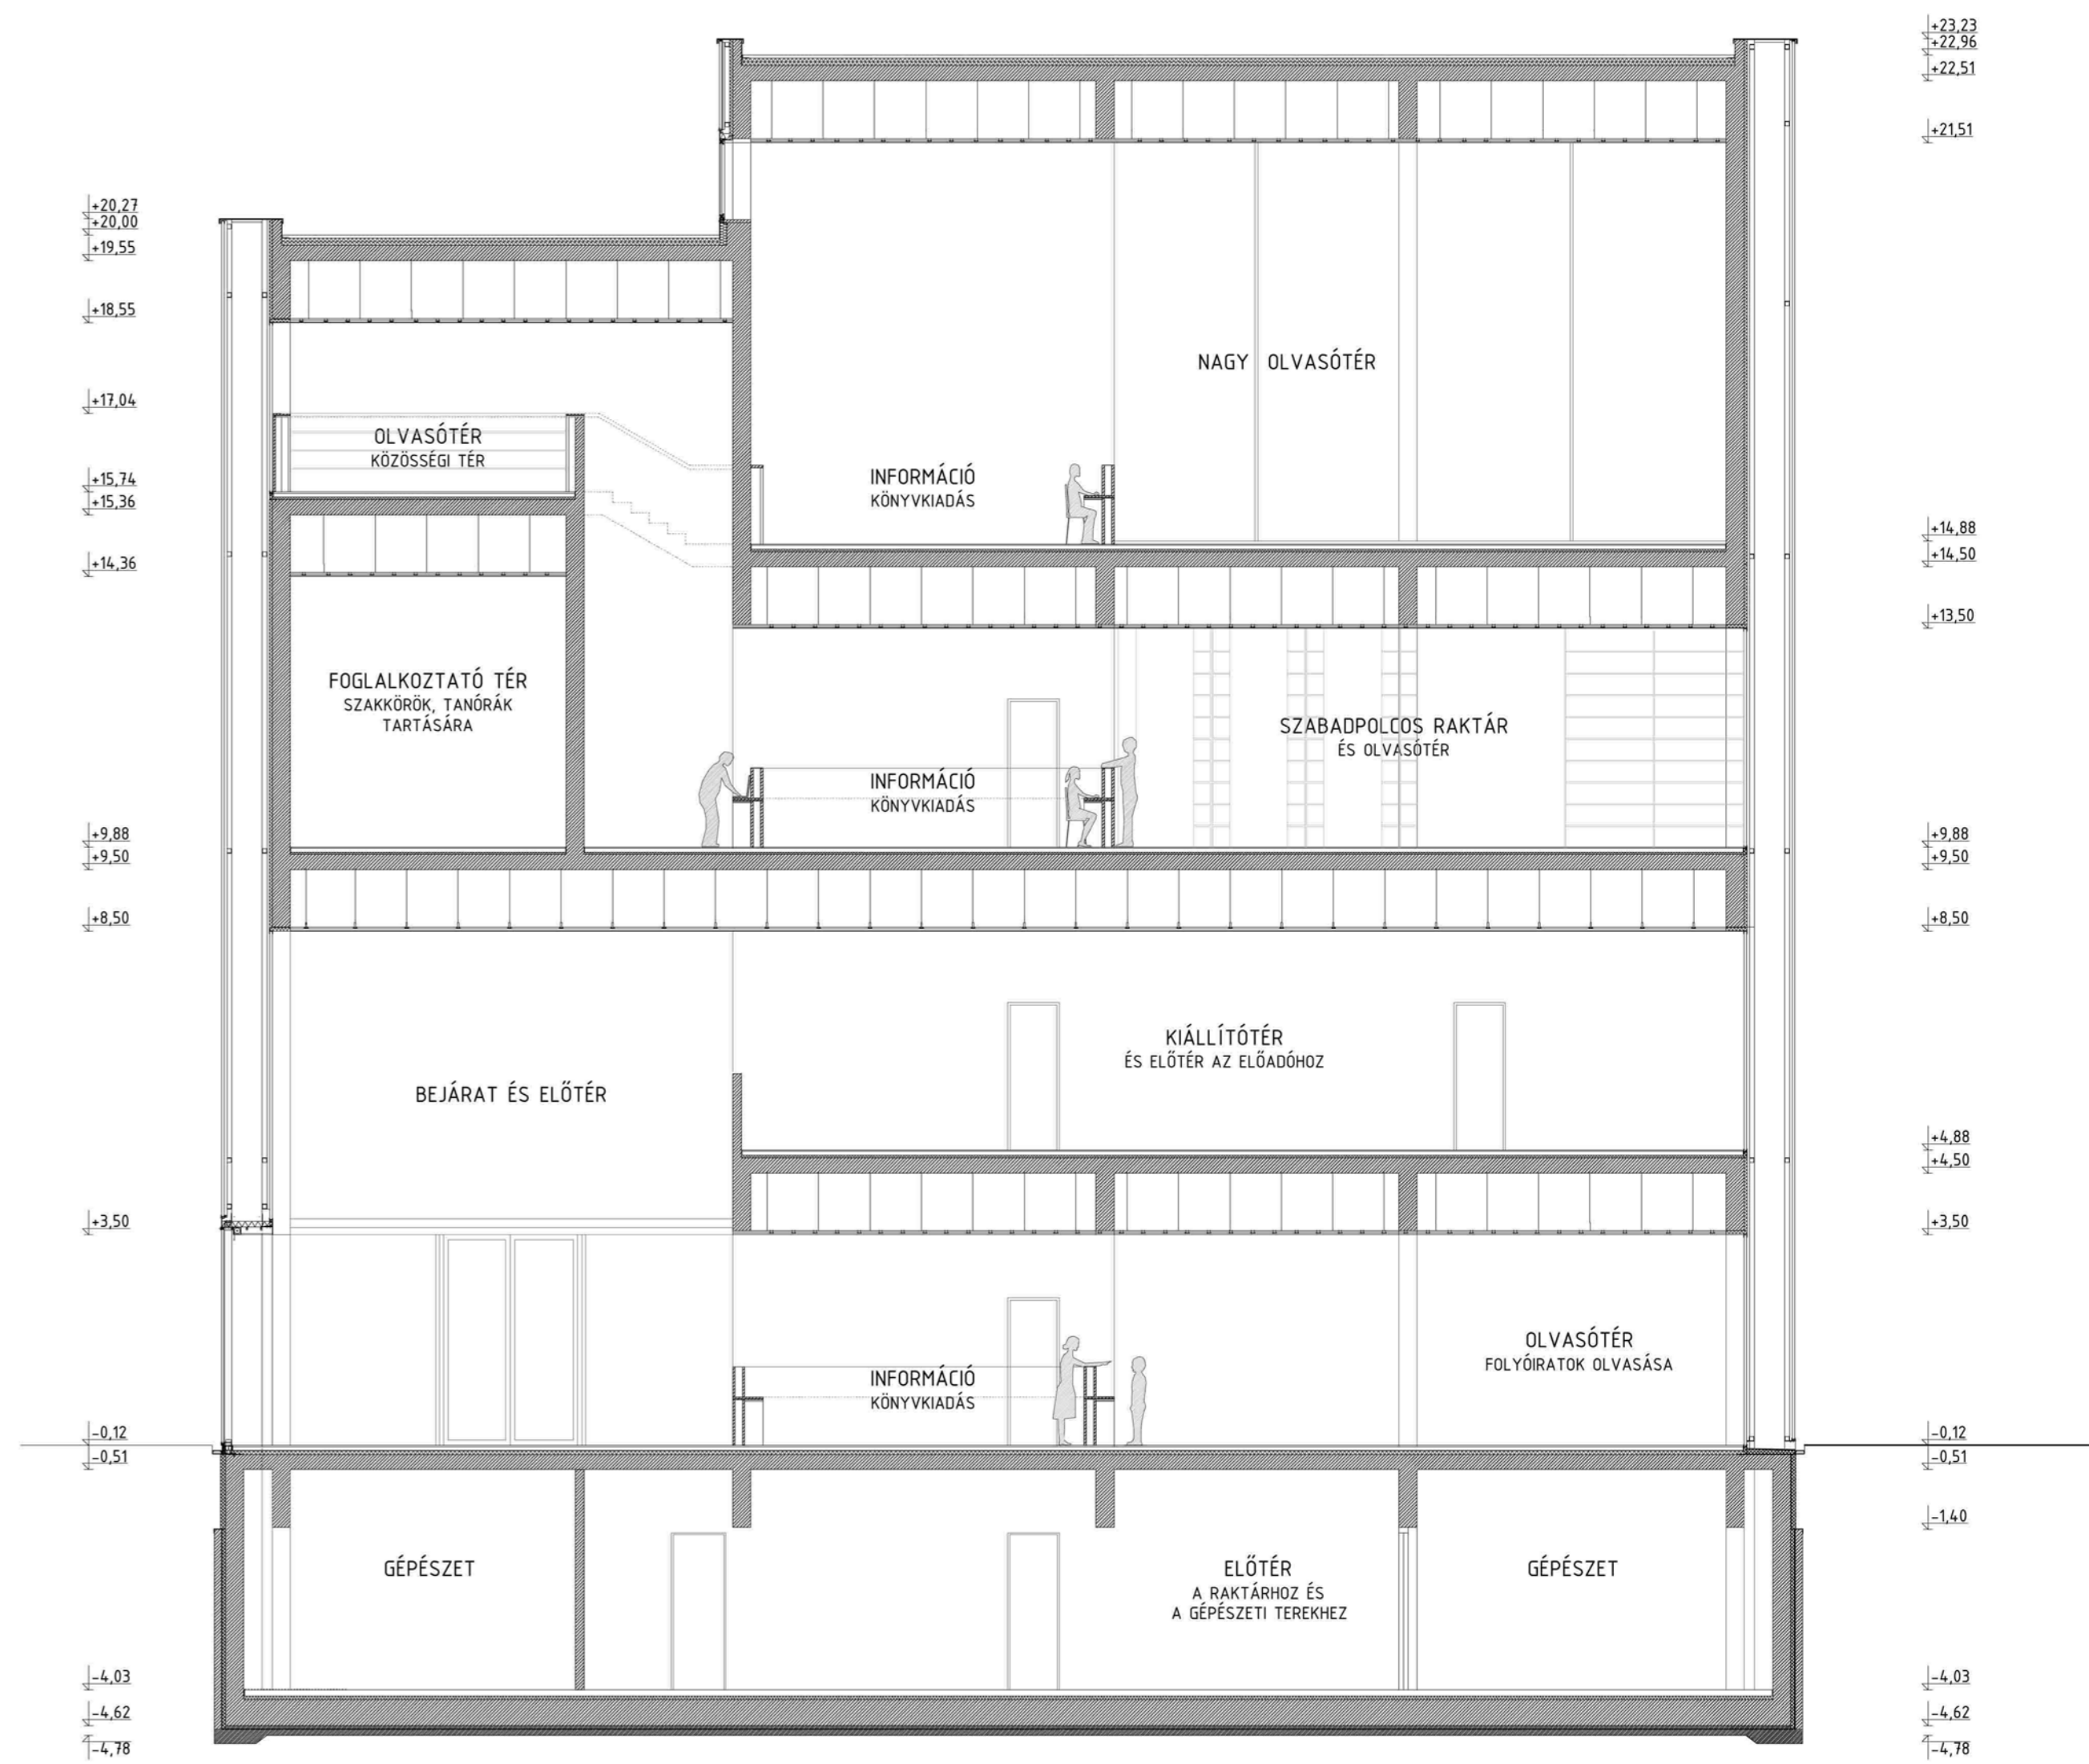 +23,23
+22,96
+22,51
+21,51
+20,27
+20,00
+19,55
+18,55
+17,04
NAGY OLVASÓTÉR
OLVASÓTÉR
KÖZÖSSÉGI TÉR
INFORMÁCIÓ
KÖNYVKIADÁS
+15,74
+15,36
+14,88
+14,50
+14,36
+13,50
FOGLALKOZTATÓ TÉR
SZAKKÖRÖK, TANÓRÁK
TARTÁSÁRA
SZABADPOLCOS RAKTÁR
ÉS OLVASÓTÉR
INFORMÁCIÓ
KÖNYVKIADÁS
+9,88
+9,50
+9,88
+9,50
+8,50
+8,50
KIÁLLÍTÓTÉR
ÉS ELŐTÉR AZ ELŐADÓHOZ
BEJÁRAT ÉS ELŐTÉR
+4,88
+4,50
+3,50
+3,50
OLVASÓTÉR
FOLYÓIRATOK OLVASÁSA
INFORMÁCIÓ
KÖNYVKIADÁS
-0,12
-0,51
-0,12
-0,51
-1,40
GÉPÉSZET
ELŐTÉR
A RAKTÁRHOZ ÉS
A GÉPÉSZETI TEREKHEZ
GÉPÉSZET
-4,03
-4,62
-4,78
-4,03
-4,62
-4,78